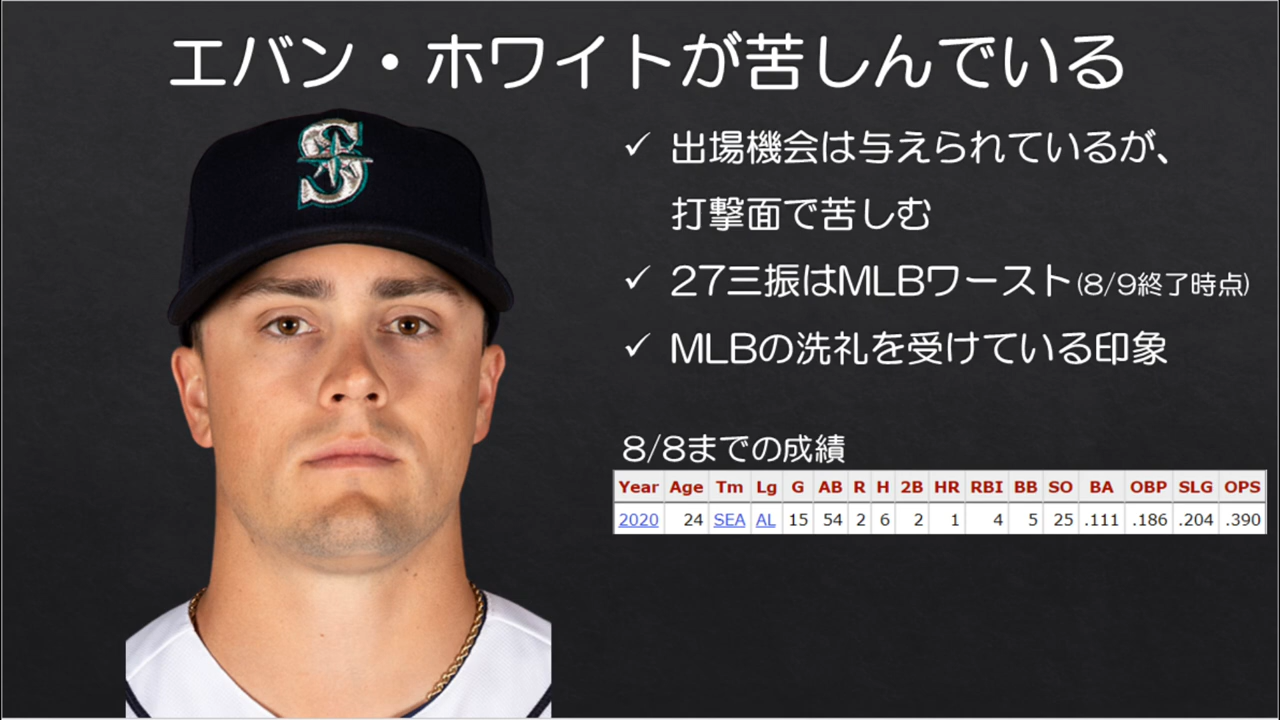 エバン・ホワイトが苦しんでいる
✓ 出場機会は与えられているが、
打撃面で苦しむ
✓ 27三振はMLBワースト(8/9終了時点)
✓ MLBの洗礼を受けている印象
8/8までの成績
Year Age Tm Lg G AB R H 2B HR RBI BB SO BA OBP SLG OPS
2020 24 SEA AL 15 54 2 6 2 1 4 5 25 .111 .186 .204 .390
S